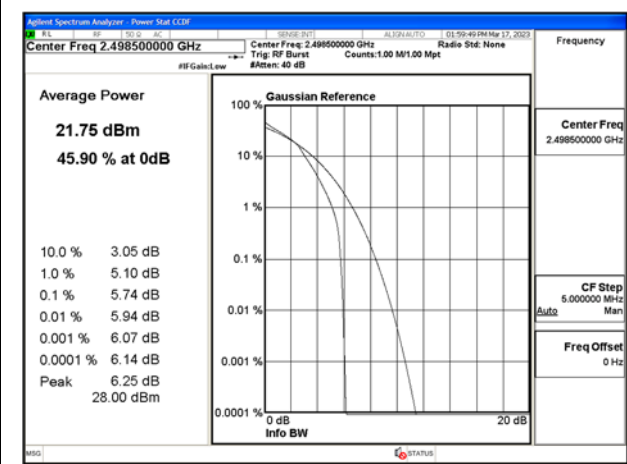 Agilent Spectrum Analyzer - Power Stat CCDF
RL RF 50 Ω AC SENSE:INT ALIGNAUTO 01:59:49 PM Mar 17, 2023
Center Freq 2.498500000 GHz
Center Freq: 2.498500000 GHz Radio Std: None
Trig: RF Burst Counts:1.00 M/1.00 Mpt
#IFGain:Low #Atten: 40 dB
Frequency
Average Power
21.75 dBm
45.90 % at 0dB
10.0 % 3.05 dB
1.0 % 5.10 dB
0.1 % 5.74 dB
0.01 % 5.94 dB
0.001 % 6.07 dB
0.0001 % 6.14 dB
Peak 6.25 dB
28.00 dBm
Gaussian Reference
100 %
10 %
1 %
0.1 %
0.01 %
0.001 %
0.0001 %
0 dB 20 dB
Info BW
Center Freq
2.498500000 GHz
CF Step
5.000000 MHz
Auto Man
Freq Offset
0 Hz
MSG STATUS